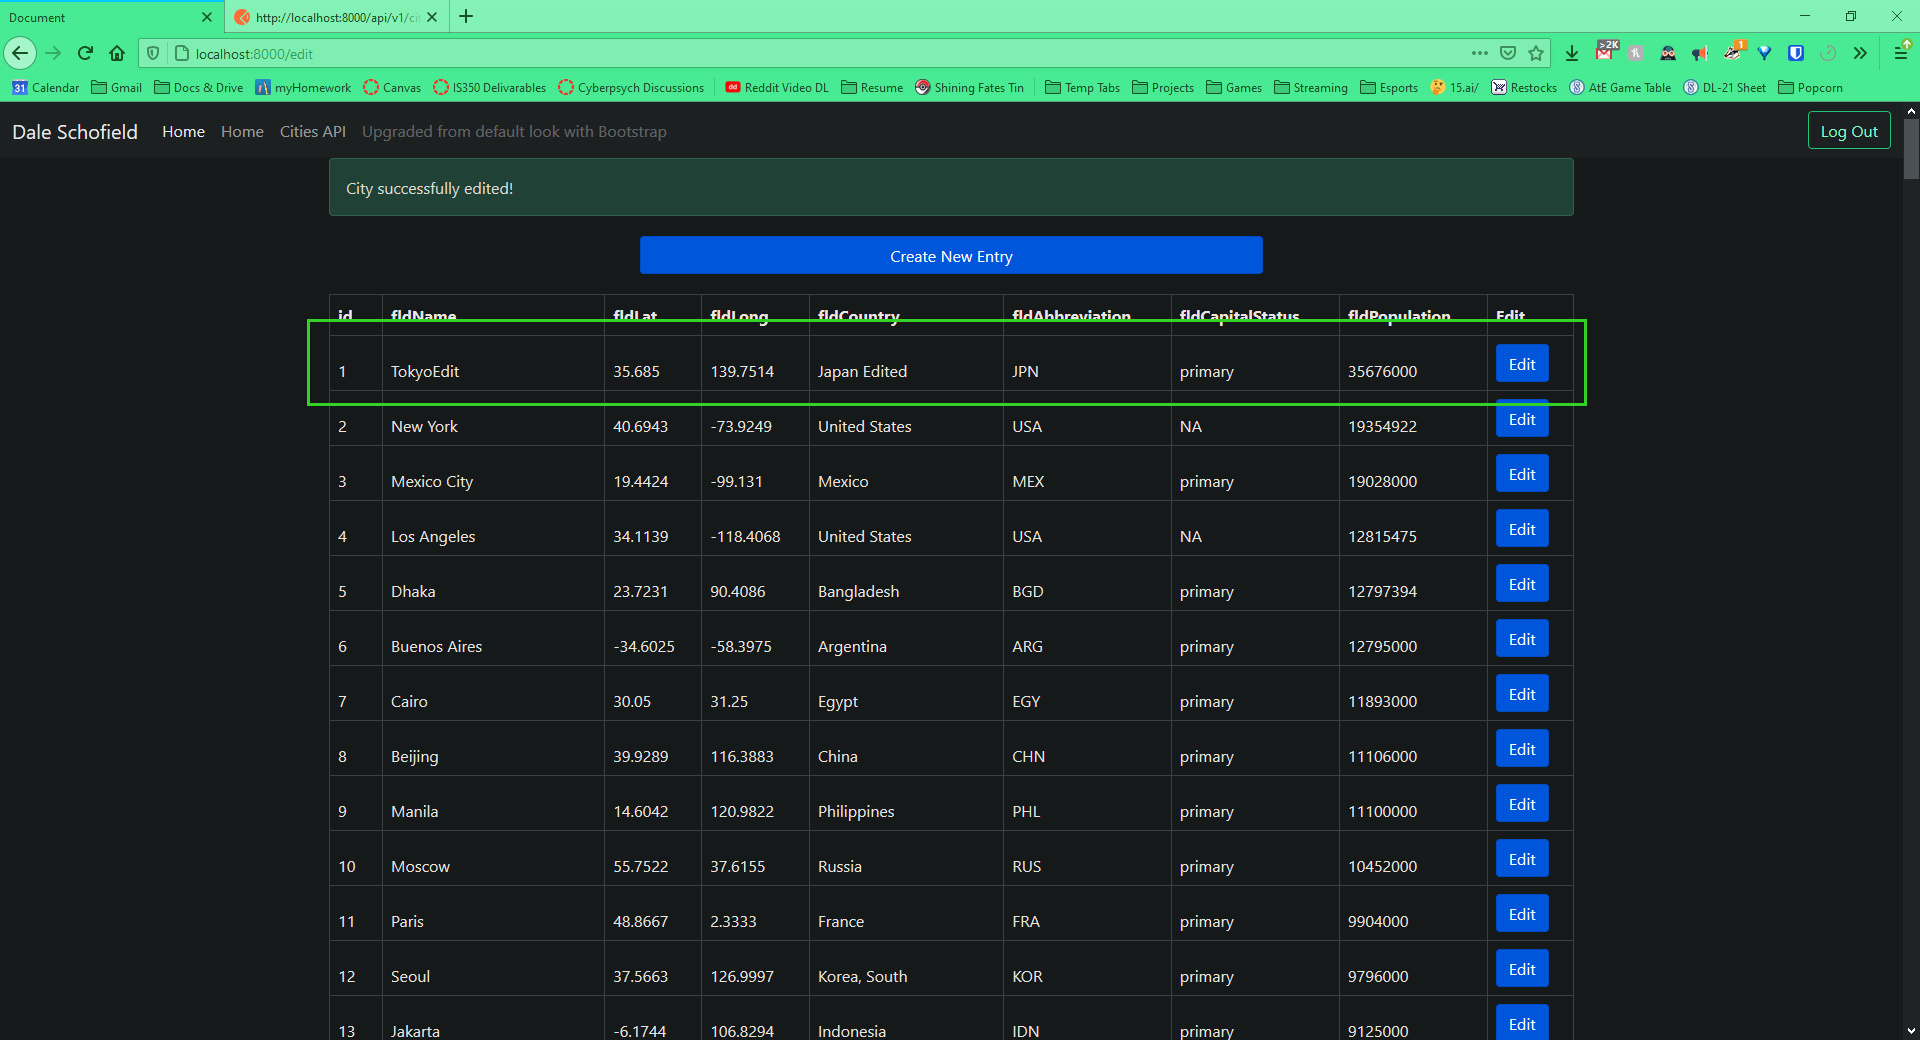 Document
http://localhost:8000/api/v1/ci
localhost:8000/edit
>2K
1
31 Calendar Gmail Docs & Drive myHomework Canvas IS350 Delivarables Cyberpsych Discussions Reddit Video DL Resume Shining Fates Tin Temp Tabs Projects Games Streaming Esports 15.ai/ Restocks AtE Game Table DL-21 Sheet Popcorn
Dale Schofield Home Home Cities API Upgraded from default look with Bootstrap Log Out
City successfully edited!
Create New Entry
id fldName fldLat fldLong fldCountry fldAbbreviation fldCapitalStatus fldPopulation Edit
1 TokyoEdit 35.685 139.7514 Japan Edited JPN primary 35676000 Edit
2 New York 40.6943 -73.9249 United States USA NA 19354922 Edit
3 Mexico City 19.4424 -99.131 Mexico MEX primary 19028000 Edit
4 Los Angeles 34.1139 -118.4068 United States USA NA 12815475 Edit
5 Dhaka 23.7231 90.4086 Bangladesh BGD primary 12797394 Edit
6 Buenos Aires -34.6025 -58.3975 Argentina ARG primary 12795000 Edit
7 Cairo 30.05 31.25 Egypt EGY primary 11893000 Edit
8 Beijing 39.9289 116.3883 China CHN primary 11106000 Edit
9 Manila 14.6042 120.9822 Philippines PHL primary 11100000 Edit
10 Moscow 55.7522 37.6155 Russia RUS primary 10452000 Edit
11 Paris 48.8667 2.3333 France FRA primary 9904000 Edit
12 Seoul 37.5663 126.9997 Korea, South KOR primary 9796000 Edit
13 Jakarta -6.1744 106.8294 Indonesia IDN primary 9125000 Edit